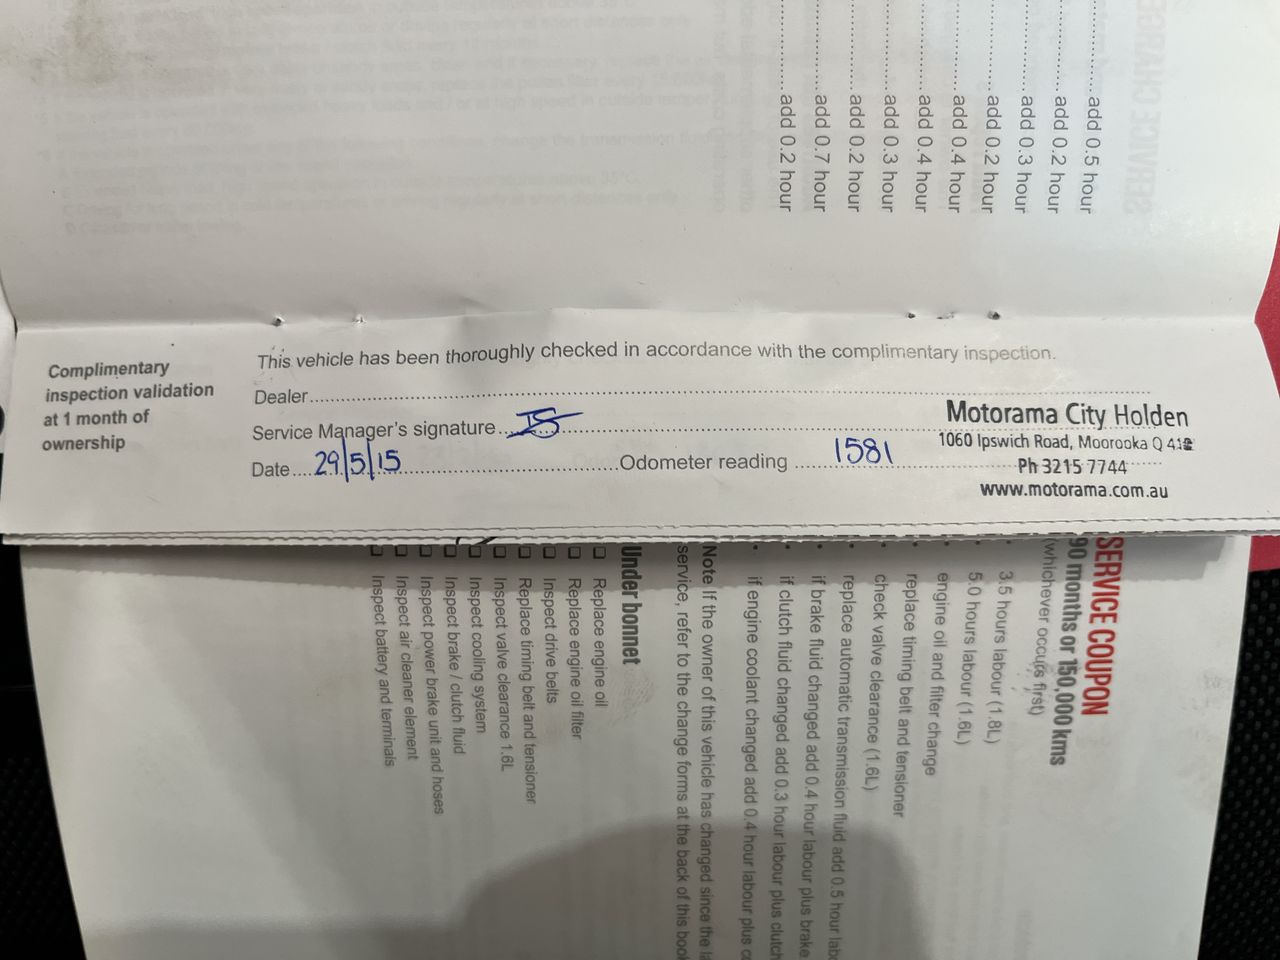 SERVICE CHARGE
add 0.5 hour
add 0.2 hour
add 0.3 hour
add 0.2 hour
add 0.4 hour
add 0.4 hour
add 0.3 hour
add 0.2 hour
add 0.7 hour
add 0.2 hour
Complimentary
inspection validation
at 1 month of
ownership
This vehicle has been thoroughly checked in accordance with the complimentary inspection.
Dealer
Motorama City Holden
Service Manager's signature
1060 Ipswich Road, Moorooka Q
Date 29/5/15 Odometer reading 1581
Ph 3215 7744
www.motorama.com.au
SERVICE COUPON
90 months or 150,000 kms
(whichever occurs first)
• 3.5 hours labour (1.8L)
5.0 hours labour (1.6L)
• engine oil and filter change
• replace timing belt and tensioner
• check valve clearance (1.6L)
• replace automatic transmission fluid add 0.5 hour
• if brake fluid changed add 0.4 hour labour plus brake
• if clutch fluid changed add 0.3 hour labour plus clutch
• if engine coolant changed add 0.4 hour labour plus
Note If the owner of this vehicle has changed since the
service, refer to the change forms at the back of this
Under bonnet
Replace engine oil
Replace engine oil filter
Inspect drive belts
Replace timing belt and tensioner
Inspect valve clearance 1.6L
Inspect cooling system
Inspect brake / clutch fluid
Inspect power brake unit and hoses
Inspect air cleaner element
Inspect battery and terminals